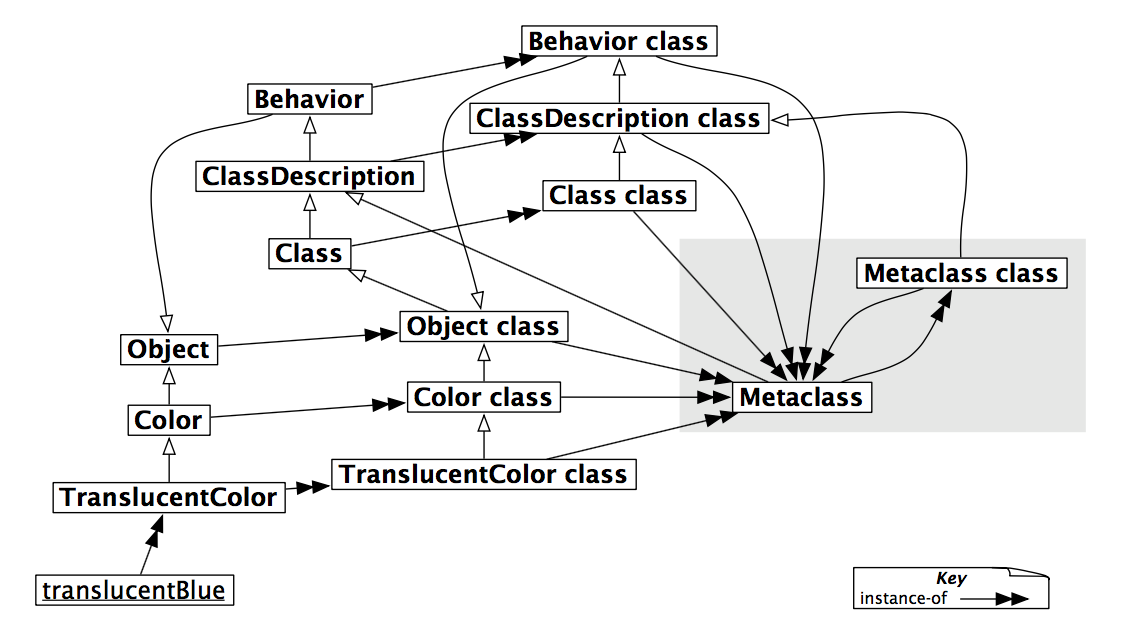 Behavior class
Behavior
ClassDescription class
ClassDescription
Class class
Class
Metaclass class
Object class
Object
Color class
Metaclass
Color
TranslucentColor class
TranslucentColor
translucentBlue
Key
instance-of